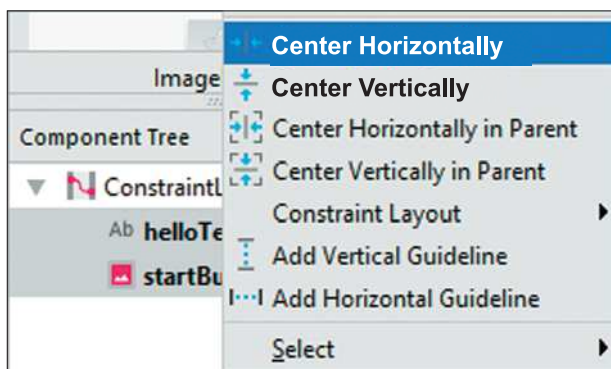 Center Horizontally
Image
Center Vertically
Center Horizontally in Parent
Component Tree
Center Vertically in Parent
ConstraintL
Constraint Layout
Ab helloTe
Add Vertical Guideline
startBu
Add Horizontal Guideline
Select